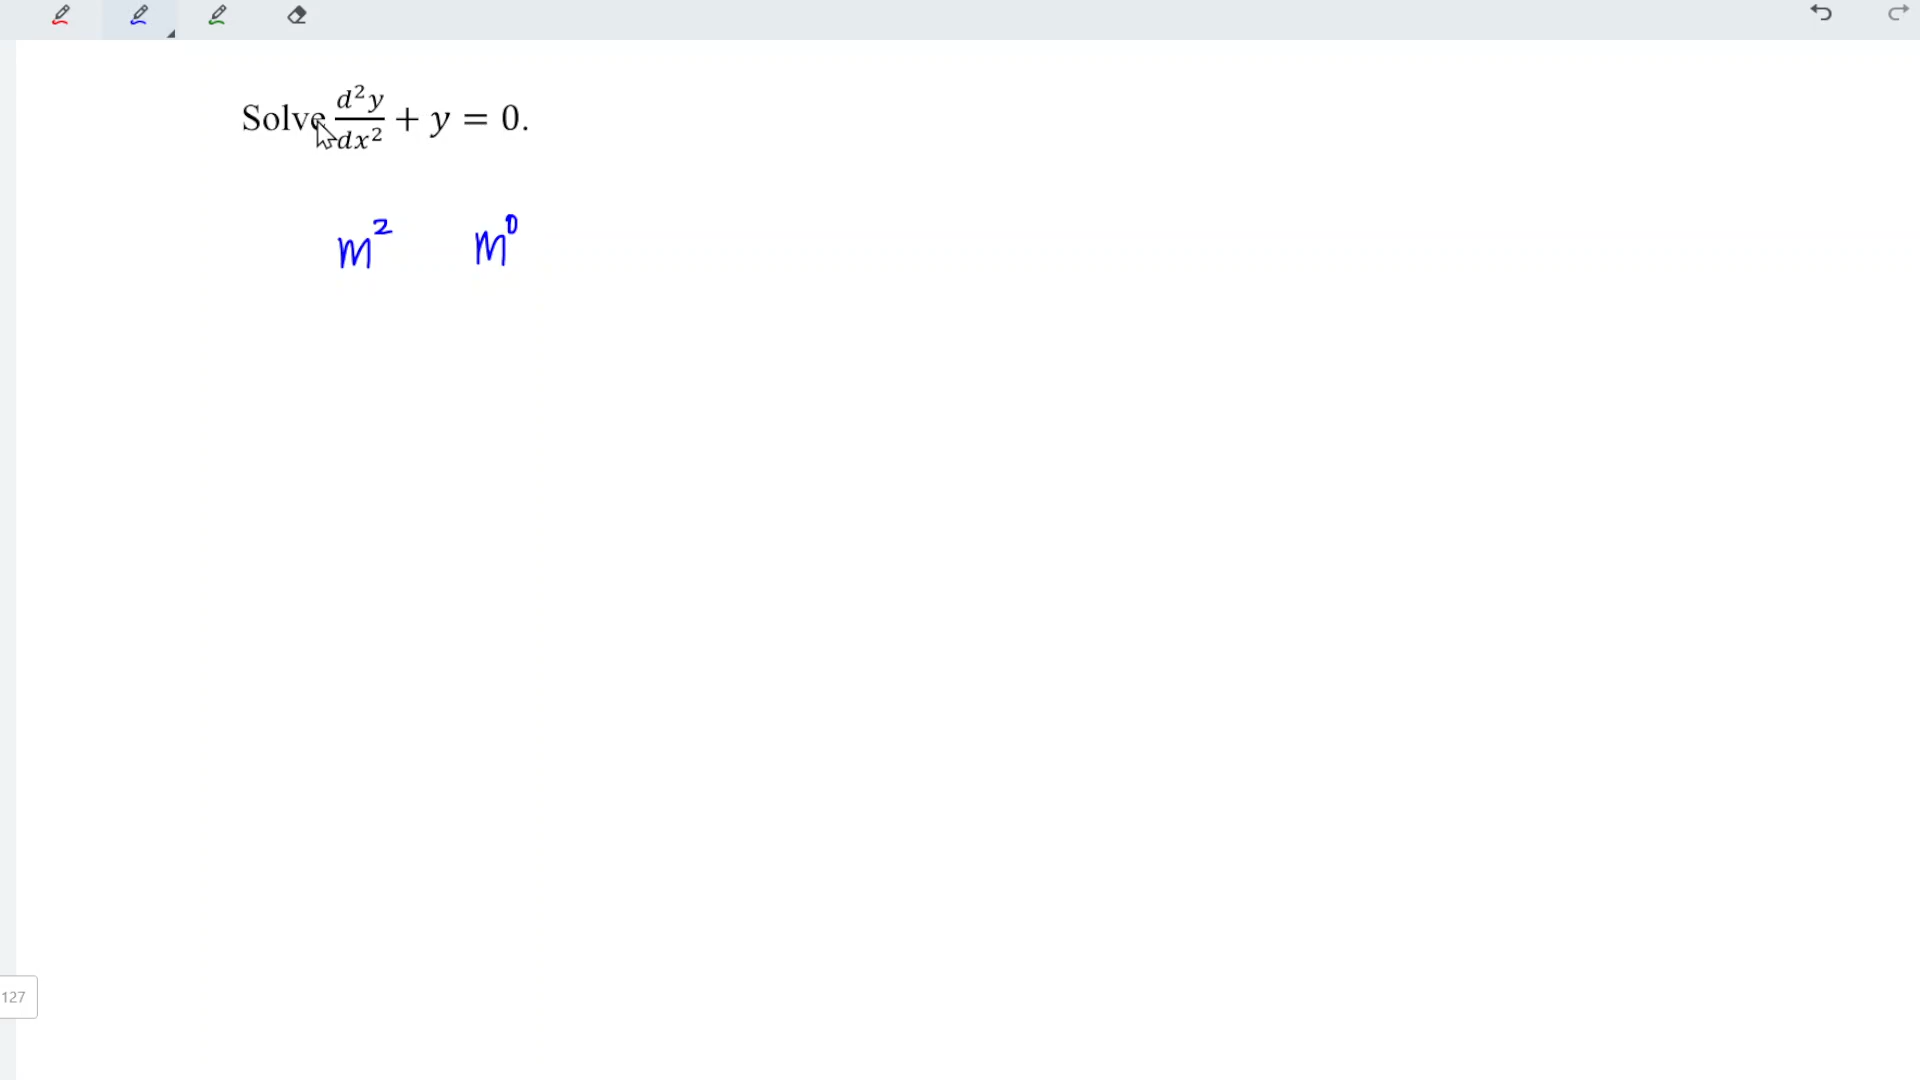 Solve d²y/dx² + y = 0.
m² m⁰
127